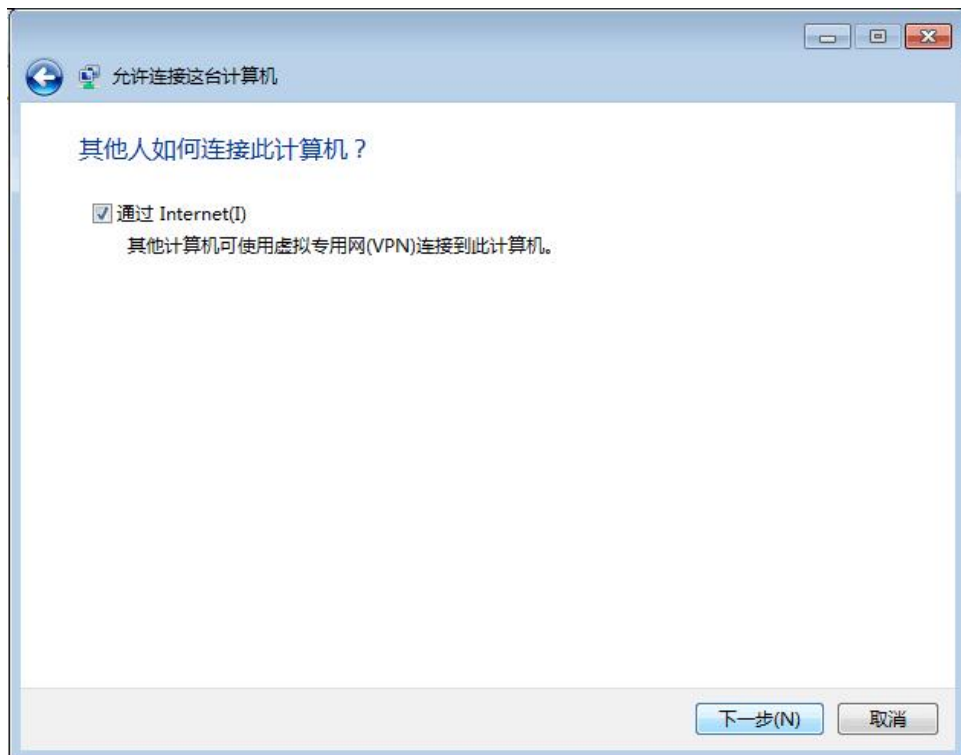 允许连接这台计算机
其他人如何连接此计算机？
通过 Internet(I)
其他计算机可使用虚拟专用网(VPN)连接到此计算机。
下一步(N)
取消